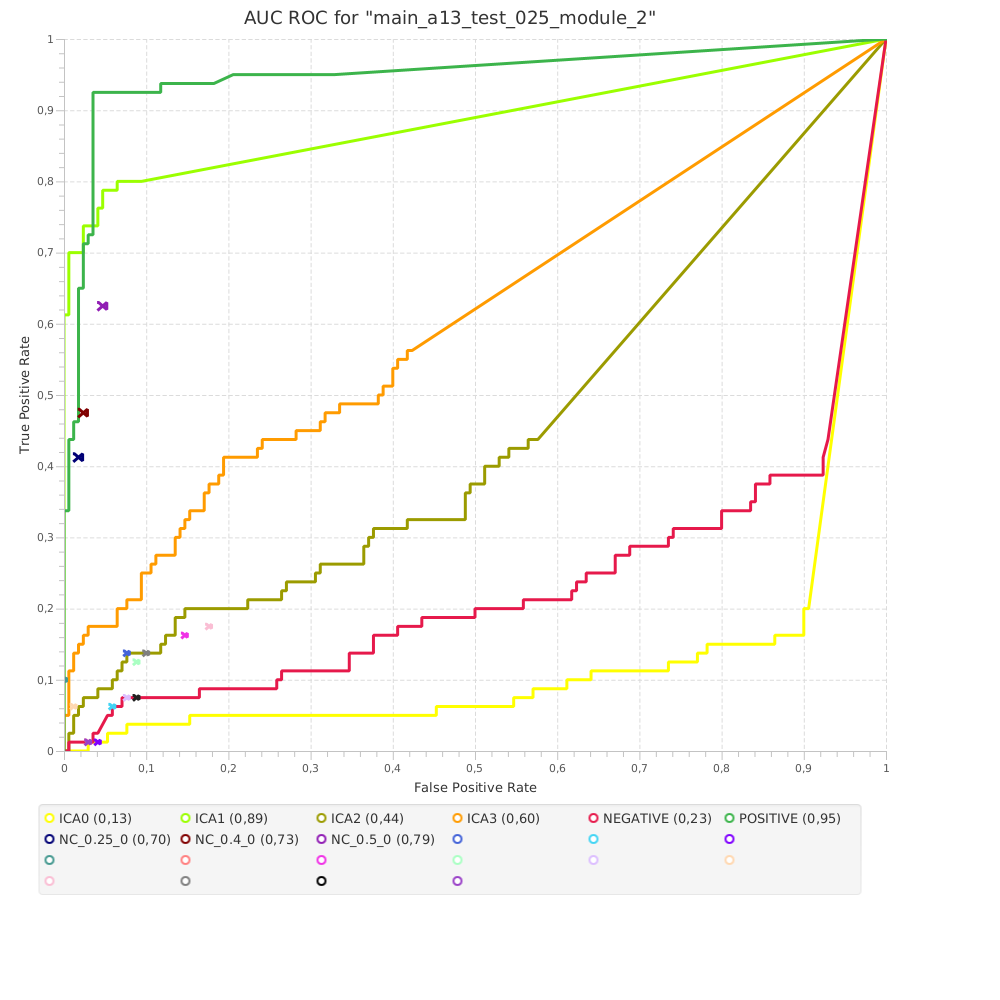 AUC ROC for "main_a13_test_025_module_2"
1
0,9
0,8
0,7
0,6
0,5
0,4
0,3
0,2
0,1
0
True Positive Rate
0 0,1 0,2 0,3 0,4 0,5 0,6 0,7 0,8 0,9 1
False Positive Rate
ICA0 (0,13) ICA1 (0,89) ICA2 (0,44) ICA3 (0,60) NEGATIVE (0,23) POSITIVE (0,95)
NC_0.25_0 (0,70) NC_0.4_0 (0,73) NC_0.5_0 (0,79)